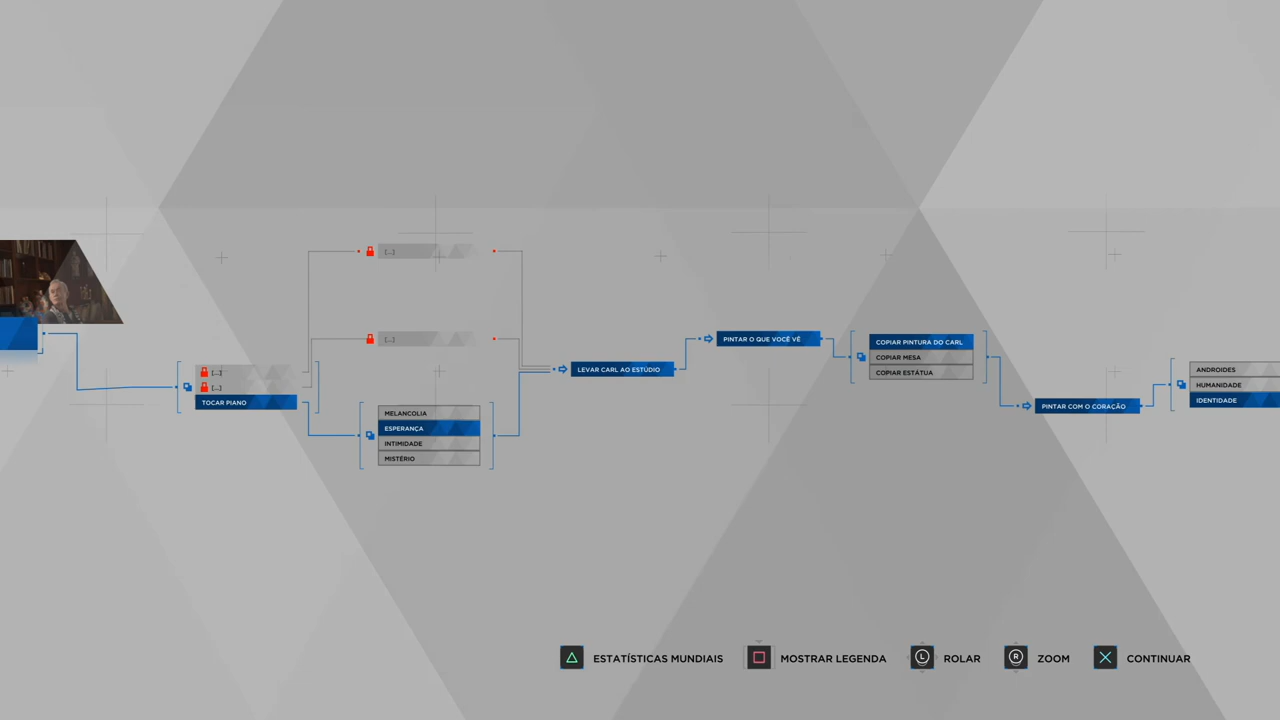 [...]
[...]
[...]
[...]
TOCAR PIANO
MELANCOLIA
ESPERANÇA
INTIMIDADE
MISTÉRIO
LEVAR CARL AO ESTÚDIO
PINTAR O QUE VOCÊ VÊ
COPIAR PINTURA DO CARL
COPIAR MESA
COPIAR ESTÁTUA
PINTAR COM O CORAÇÃO
ANDROIDES
HUMANIDADE
IDENTIDADE
ESTATÍSTICAS MUNDIAIS
MOSTRAR LEGENDA
L
ROLAR
R
ZOOM
CONTINUAR